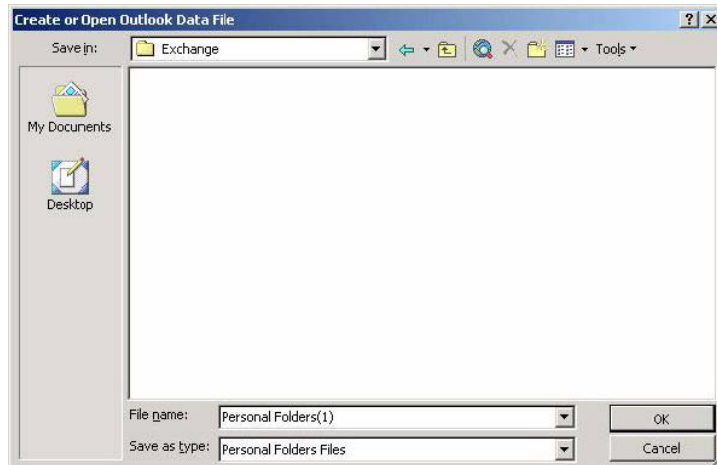 Create or Open Outlook Data File
Save in:
Exchange
Tools
My Documents
Desktop
File name:
Personal Folders(1)
OK
Save as type:
Personal Folders Files
Cancel